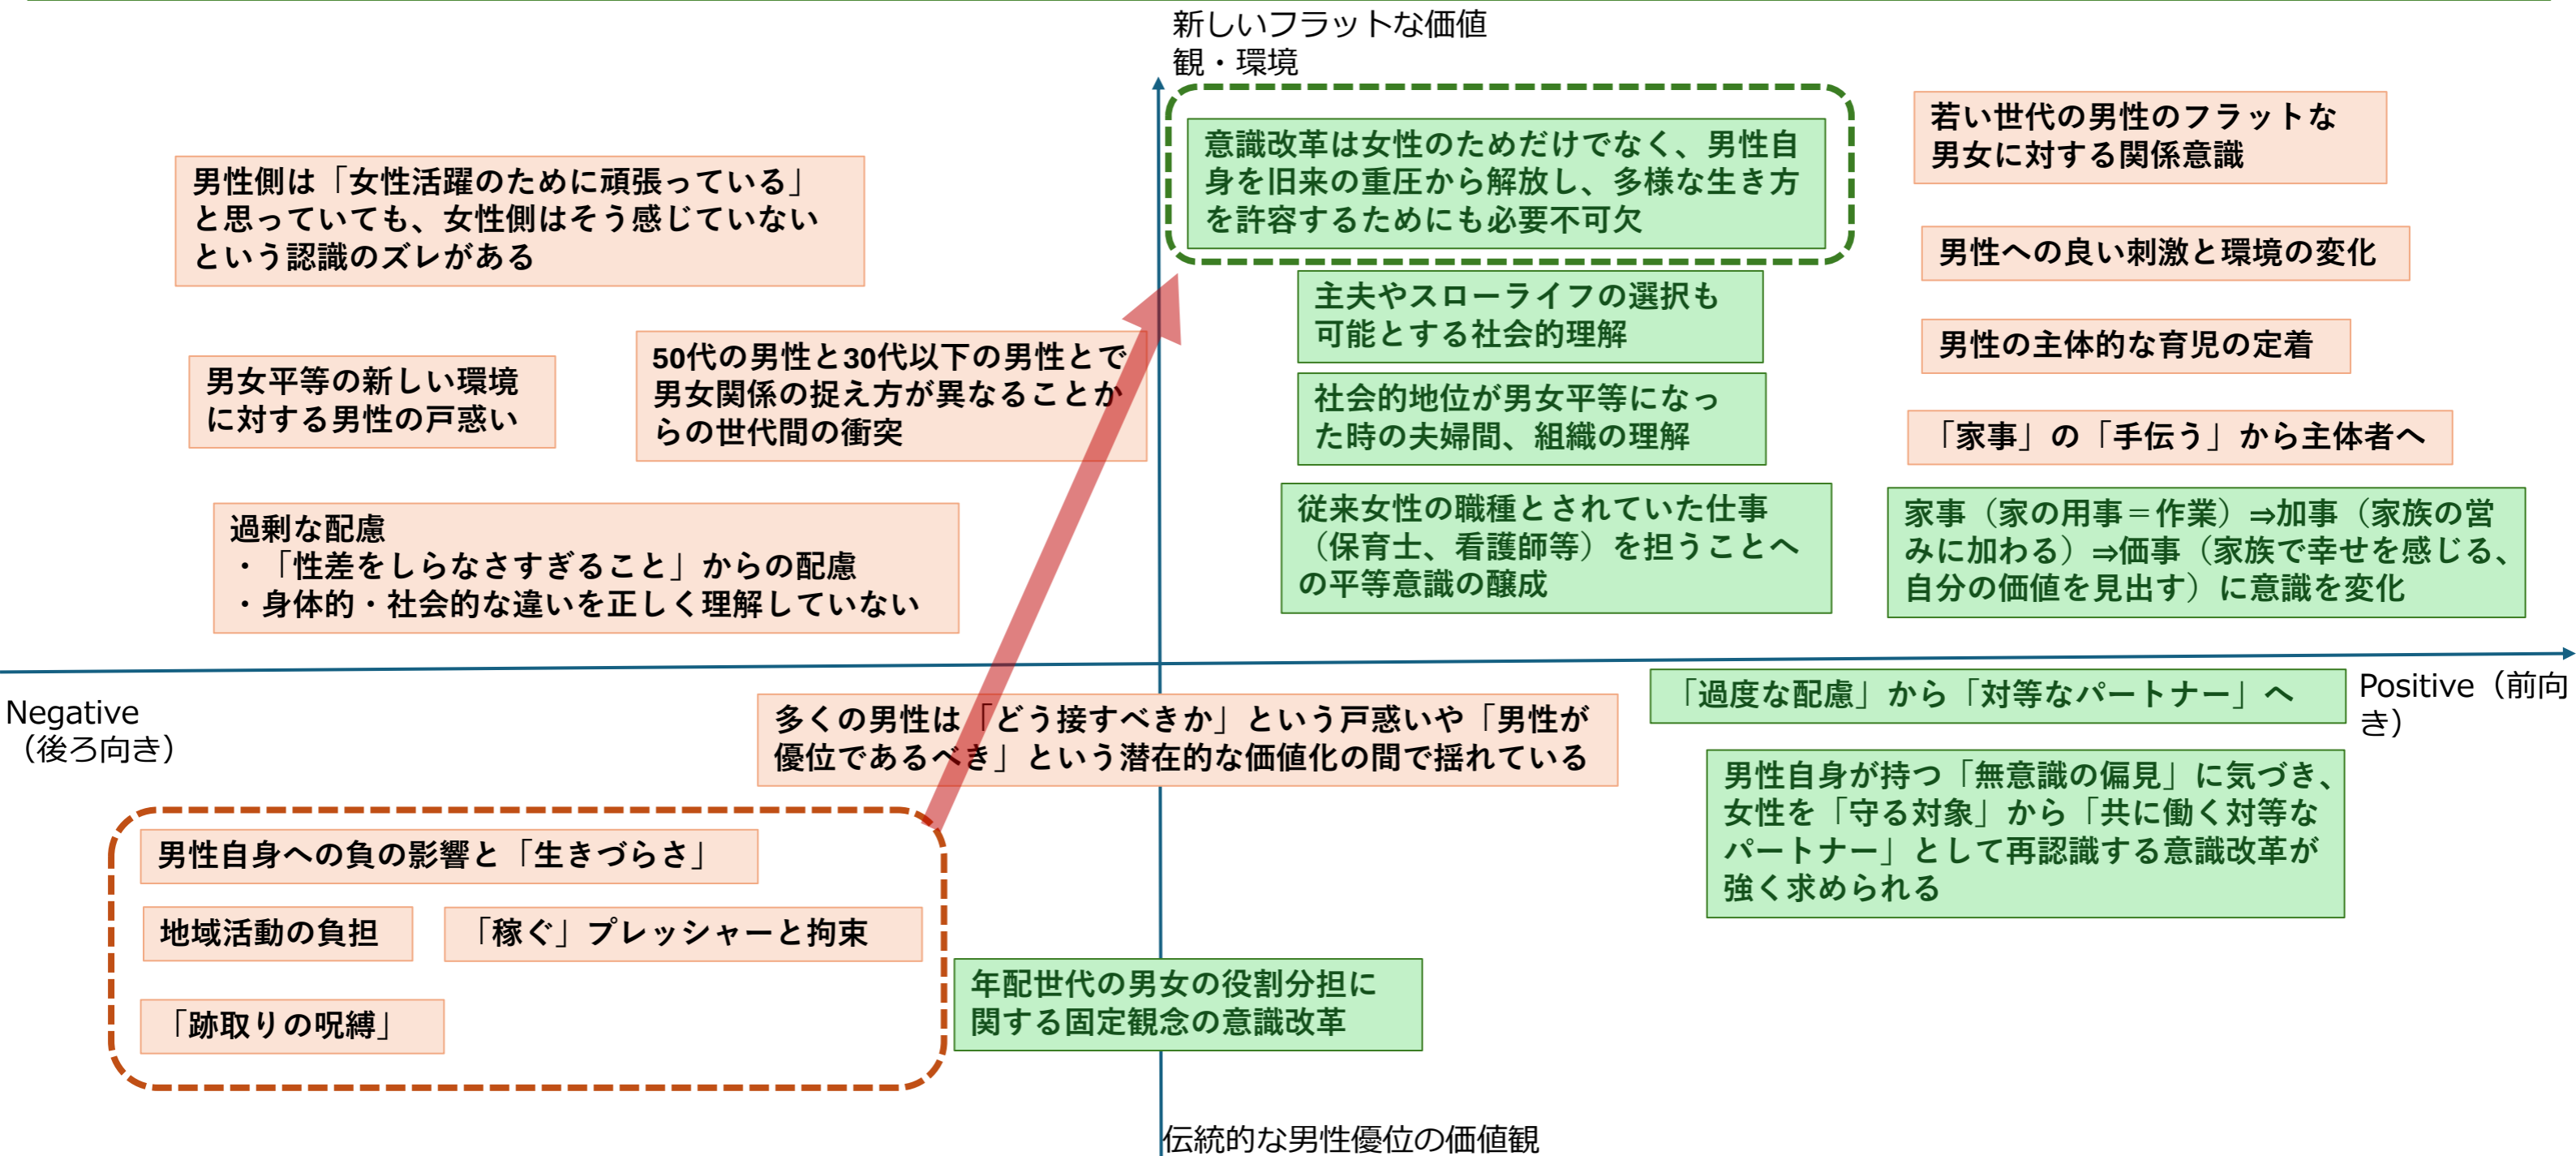 新しいフラットな価値
観・環境
男性側は「女性活躍のために頑張っている」
と思っていても、女性側はそう感じていない
という認識のズレがある
男女平等の新しい環境
に対する男性の戸惑い
50代の男性と30代以下の男性とで
男女関係の捉え方が異なることか
らの世代間の衝突
過剰な配慮
・「性差をしらなさすぎること」からの配慮
・身体的・社会的な違いを正しく理解していない
意識改革は女性のためだけでなく、男性自
身を旧来の重圧から解放し、多様な生き方
を許容するためにも必要不可欠
主夫やスローライフの選択も
可能とする社会的理解
社会的地位が男女平等になっ
た時の夫婦間、組織の理解
従来女性の職種とされていた仕事
（保育士、看護師等）を担うことへ
の平等意識の醸成
若い世代の男性のフラットな
男女に対する関係意識
男性への良い刺激と環境の変化
男性の主体的な育児の定着
「家事」の「手伝う」から主体者へ
家事（家の用事＝作業）⇒加事（家族の営
みに加わる）⇒価事（家族で幸せを感じる、
自分の価値を見出す）に意識を変化
Negative
（後ろ向き）
Positive（前向
き）
多くの男性は「どう接すべきか」という戸惑いや「男性が
優位であるべき」という潜在的な価値化の間で揺れている
「過度な配慮」から「対等なパートナー」へ
男性自身が持つ「無意識の偏見」に気づき、
女性を「守る対象」から「共に働く対等な
パートナー」として再認識する意識改革が
強く求められる
男性自身への負の影響と「生きづらさ」
地域活動の負担
「稼ぐ」プレッシャーと拘束
「跡取りの呪縛」
年配世代の男女の役割分担に
関する固定観念の意識改革
伝統的な男性優位の価値観